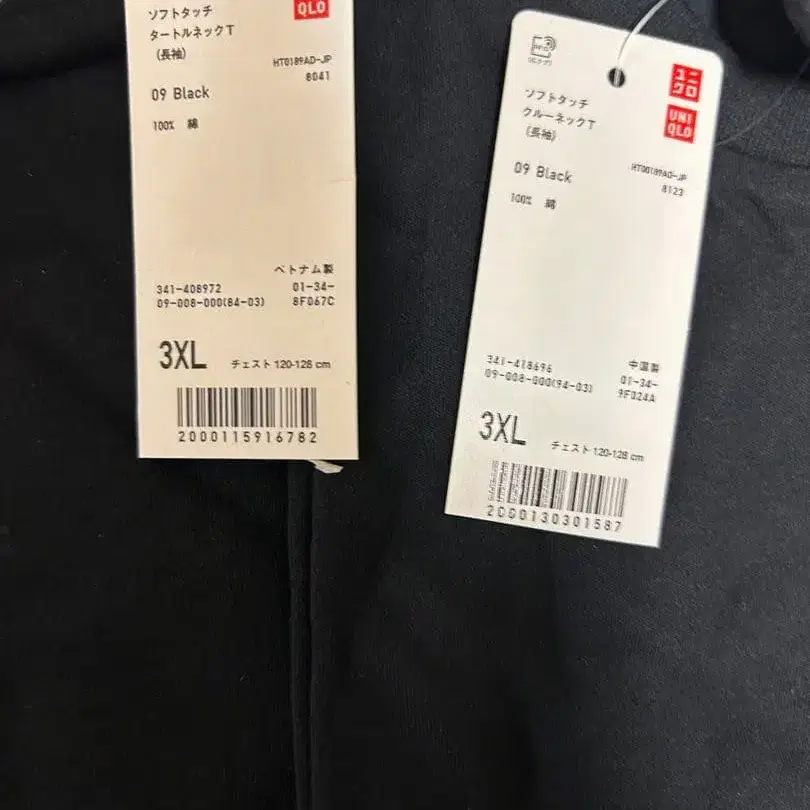 QLO
ソフトタッチ
タートルネックT
(長袖)
HT0189AD-JP
8041
09 Black
100% 綿
ベトナム製
341-408972
01-34-
09-008-000(84-03)
8F067C
3XL チェスト 120-128 cm
2000115916782
ユニ
クロ
UNI
QLO
ソフトタッチ
クルーネックT
(長袖)
09 Black
HT00189AD-JP
8123
100% 綿
341-418696
中国製
09-008-000(94-03)
01-34-
9F024A
3XL チェスト 120-128 cm
2000130301587